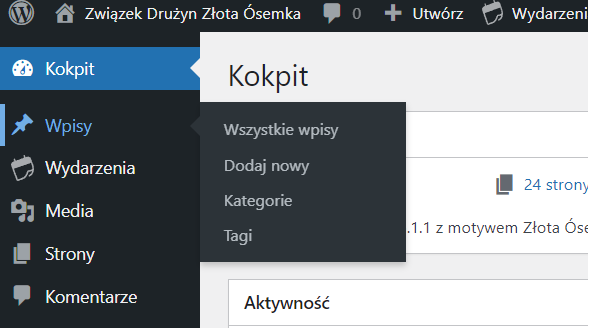 Związek Drużyn Złota Ósemka 0 Utwórz Wydarzeni
Kokpit
Kokpit
Wpisy
Wszystkie wpisy
Dodaj nowy
Wydarzenia
24 strony
Kategorie
Media
.1.1 z motywem Złota Óse
Tagi
Strony
Komentarze
Aktywność